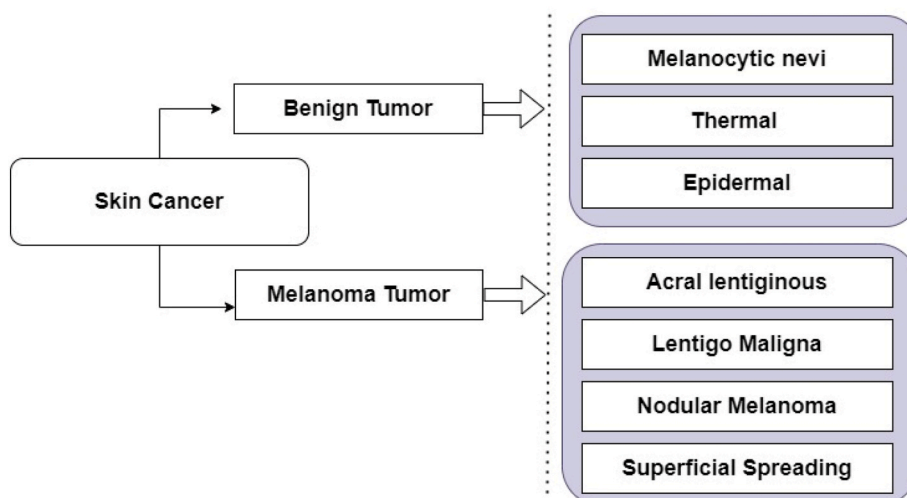 Skin Cancer
Benign Tumor
Melanocytic nevi
Thermal
Epidermal
Melanoma Tumor
Acral lentiginous
Lentigo Maligna
Nodular Melanoma
Superficial Spreading